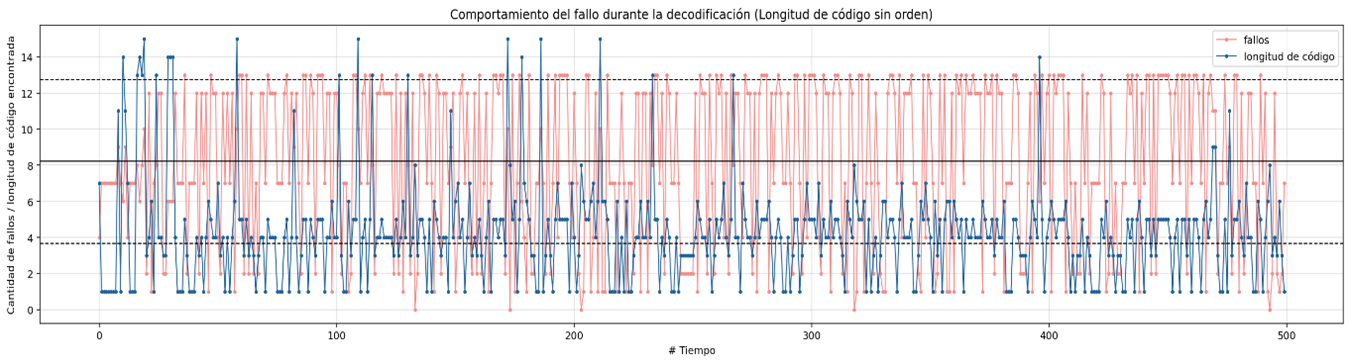 Comportamiento del fallo durante la decodificación (Longitud de código sin orden)
Cantidad de fallos / longitud de código encontrada
14
12
10
8
6
4
2
0
fallos
longitud de código
0
100
200
300
400
500
# Tiempo